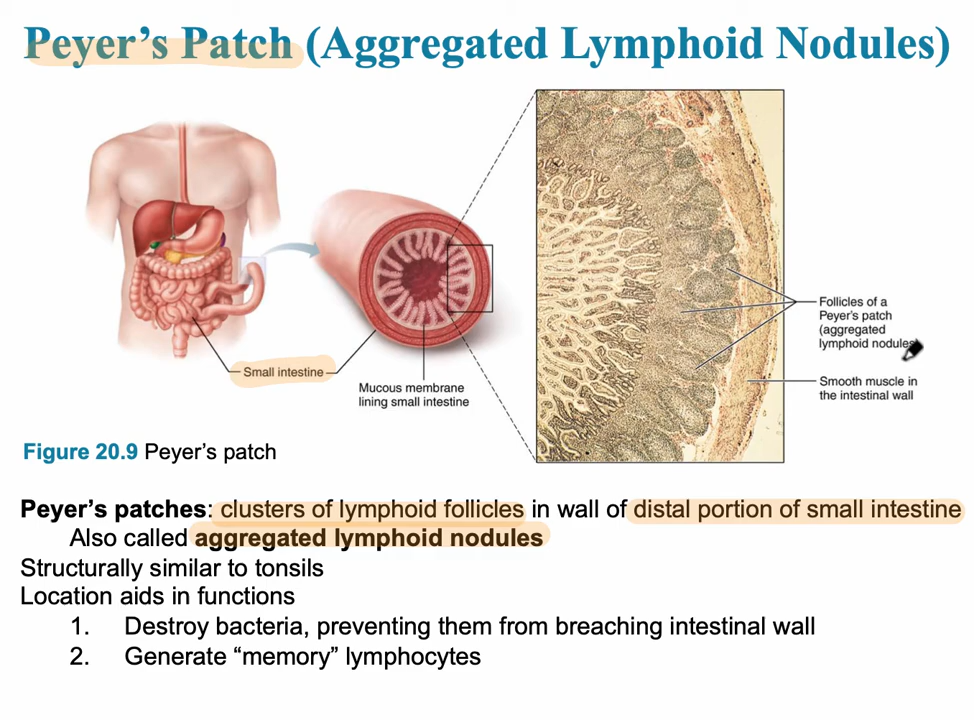 Peyer's Patch (Aggregated Lymphoid Nodules)
Follicles of a
Peyer's patch
(aggregated
lymphoid nodules)
Smooth muscle in
the intestinal wall
Small intestine
Mucous membrane
lining small intestine
Figure 20.9 Peyer's patch
Peyer's patches: clusters of lymphoid follicles in wall of distal portion of small intestine
Also called aggregated lymphoid nodules
Structurally similar to tonsils
Location aids in functions
1. Destroy bacteria, preventing them from breaching intestinal wall
2. Generate “memory” lymphocytes